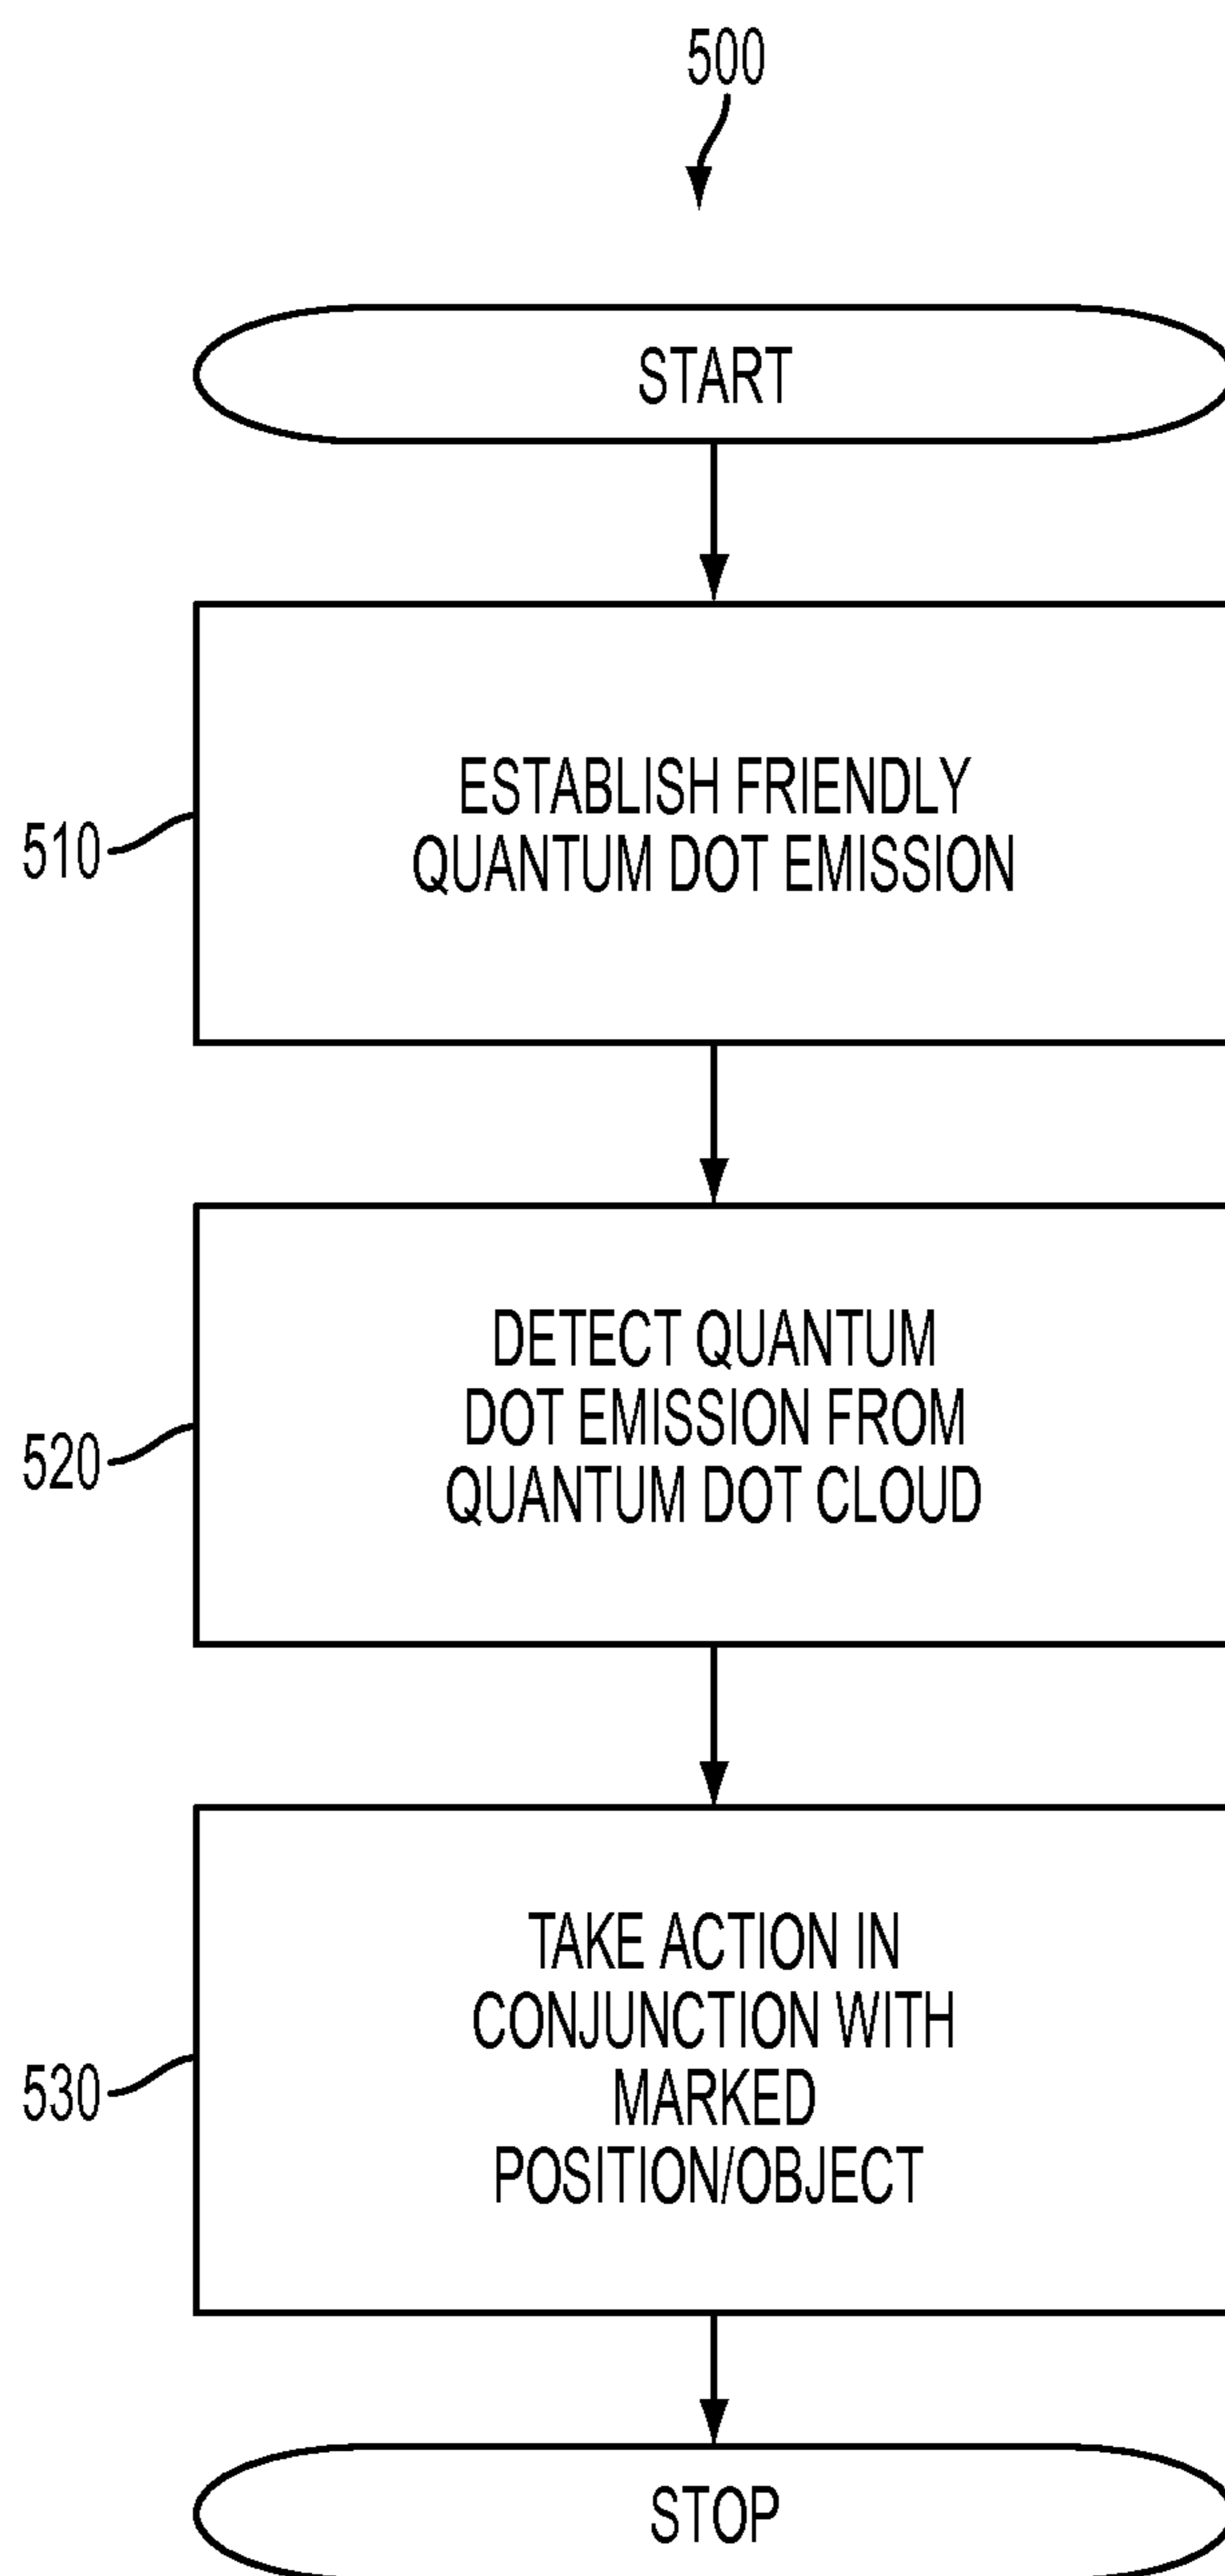 500
START
510
ESTABLISH FRIENDLY
QUANTUM DOT EMISSION
520
DETECT QUANTUM
DOT EMISSION FROM
QUANTUM DOT CLOUD
530
TAKE ACTION IN
CONJUNCTION WITH
MARKED
POSITION/OBJECT
STOP